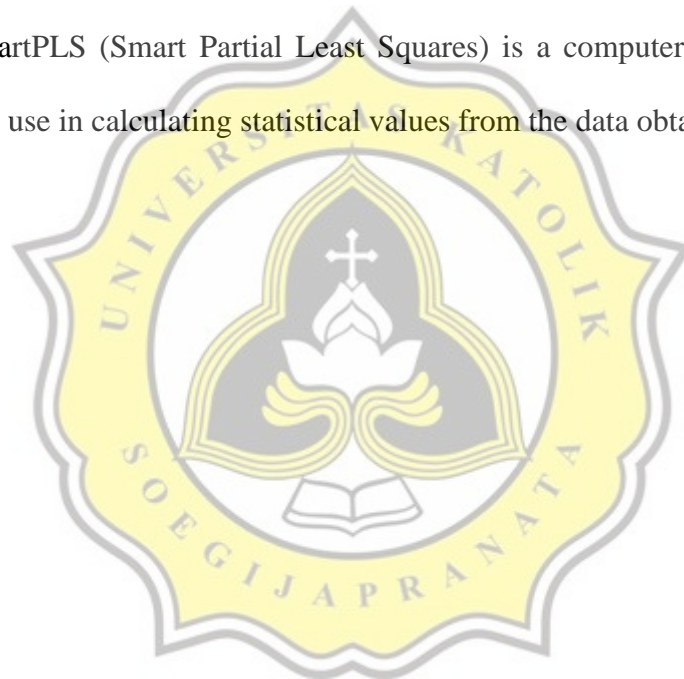 artPLS (Smart Partial Least Squares) is a computer
use in calculating statistical values from the data obta
UNIVERSITAS KATOLIK
SOEGIJAPRANATA